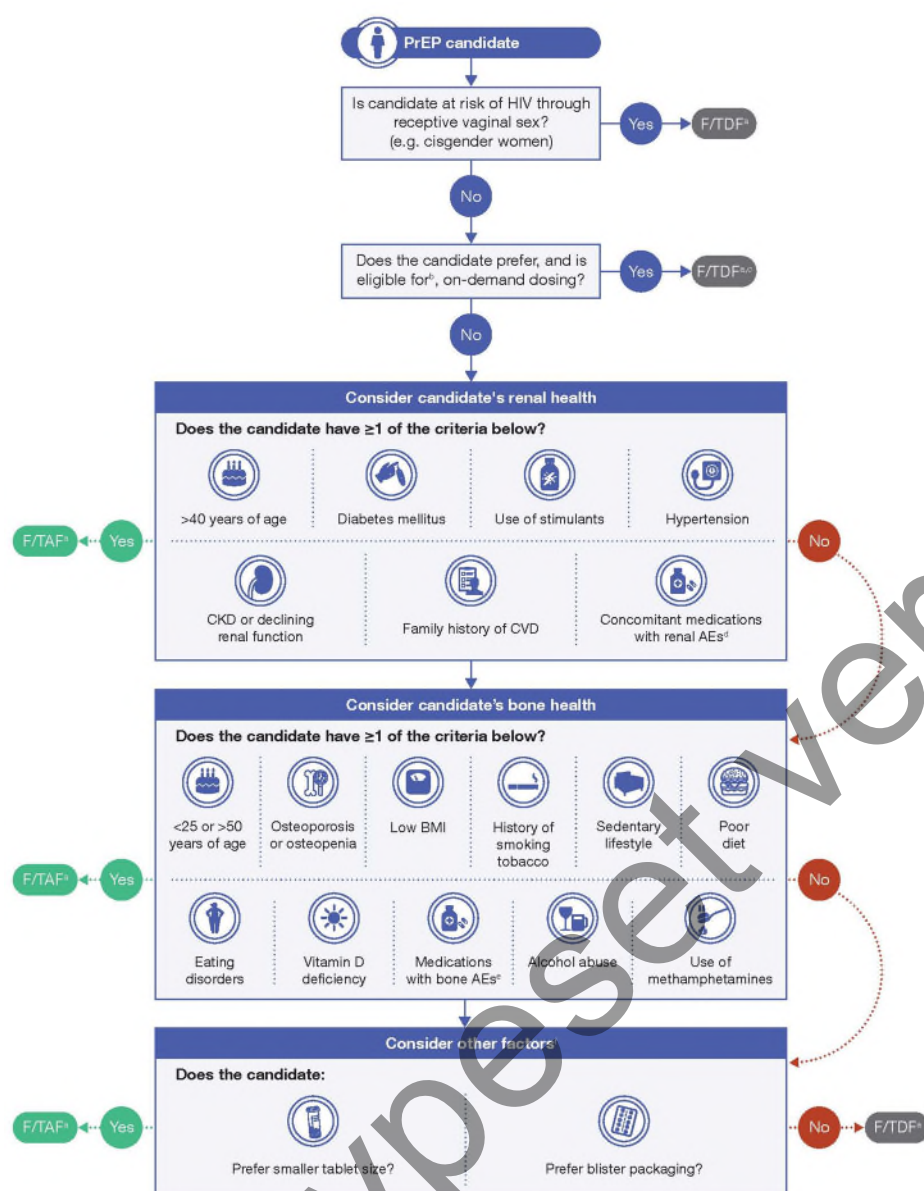 PrEP candidate
Is candidate at risk of HIV through
receptive vaginal sex?
(e.g. cisgender women)
Yes
F/TDFᵃ
No
Does the candidate prefer, and is
eligible forᵇ, on-demand dosing?
Yes
F/TDFᵃ,ᶜ
No
Consider candidate's renal health
Does the candidate have ≥1 of the criteria below?
>40 years of age
Diabetes mellitus
Use of stimulants
Hypertension
F/TAFᵃ
Yes
No
CKD or declining
renal function
Family history of CVD
Concomitant medications
with renal AEsᵈ
Consider candidate's bone health
Does the candidate have ≥1 of the criteria below?
<25 or >50
years of age
Osteoporosis
or osteopenia
Low BMI
History of
smoking
tobacco
Sedentary
lifestyle
Poor
diet
F/TAFᵃ
Yes
No
Eating
disorders
Vitamin D
deficiency
Medications
with bone AEsᵉ
Alcohol abuse
Use of
methamphetamines
Consider other factors
Does the candidate:
F/TAFᵃ
Yes
Prefer smaller tablet size?
Prefer blister packaging?
No
F/TDFᵃ
ypeset ver